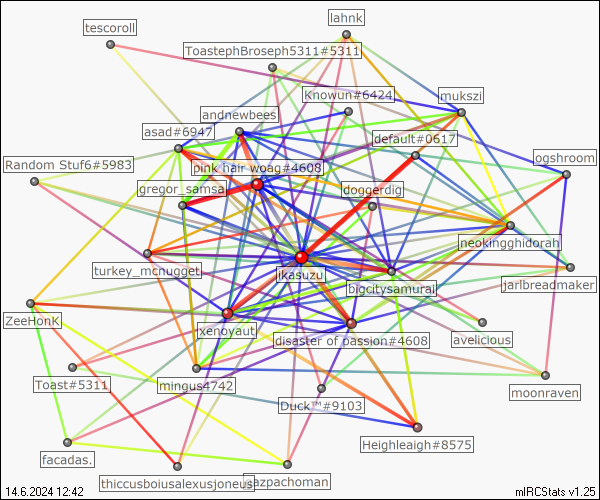 lahnk
tescoroll
ToastephBroseph5311#5311
Knowun#6424
mukszi
andnewbees
asad#6947
default#0617
Random Stuf6#5983
pink hair woag#4608
ogshroom
gregor_samsa
doggerdig
neokingghidorah
turkey_mcnugget
ikasuzu
bigcitysamurai
jarlbreadmaker
ZeeHonK
xenoyaut
disaster of passion#4608
avelicious
Toast#5311
mingus4742
moonraven
Duck™#9103
Heighleaigh#8575
facadas.
thiccusboiusalexusjoneus
gazpachoman
14.6.2024 12:42
mIRCStats v1.25